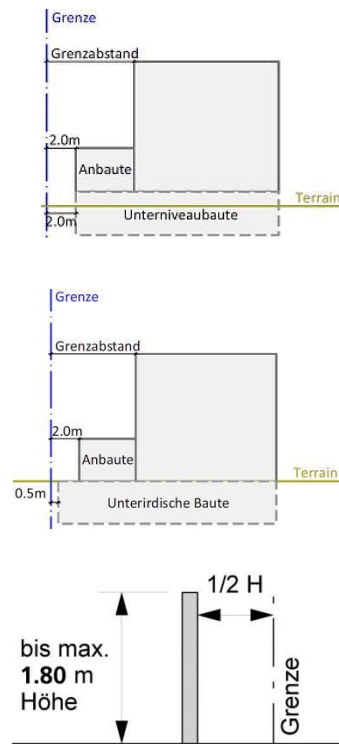 Grenze
Grenzabstand
2.0m
Anbaute
Terrain
2.0m
Unterniveaubaute
Grenze
Grenzabstand
2.0m
Anbaute
Terrain
0.5m
Unterirdische Baute
1/2 H
bis max.
1.80 m
Höhe
Grenze